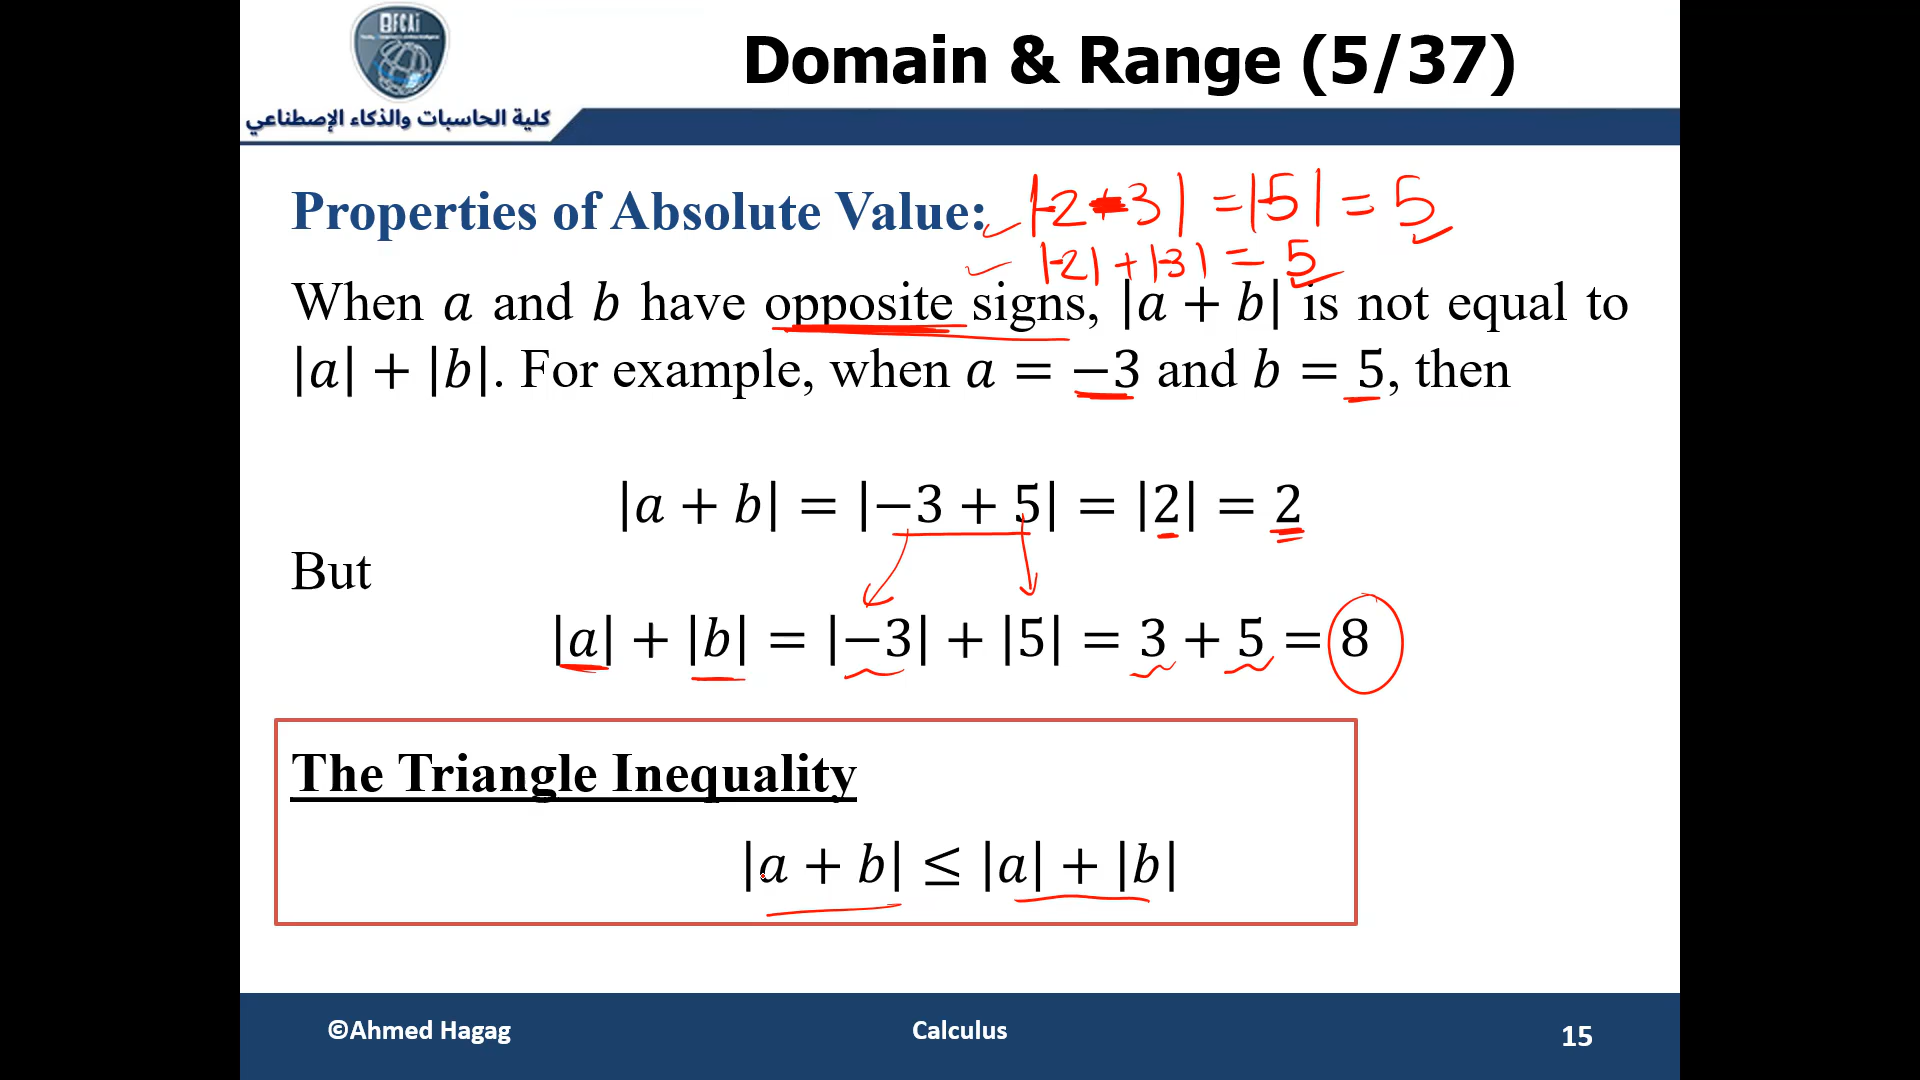 BFCAI
كلية الحاسبات والذكاء الإصطناعي
Domain & Range (5/37)
Properties of Absolute Value:
|-2-3| = |-5| = 5
|-2| + |-3| = 5
When a and b have opposite signs, |a + b| is not equal to
|a| + |b|. For example, when a = −3 and b = 5, then
|a + b| = |−3 + 5| = |2| = 2
But
|a| + |b| = |−3| + |5| = 3 + 5 = 8
The Triangle Inequality
|a + b| ≤ |a| + |b|
©Ahmed Hagag
Calculus
15